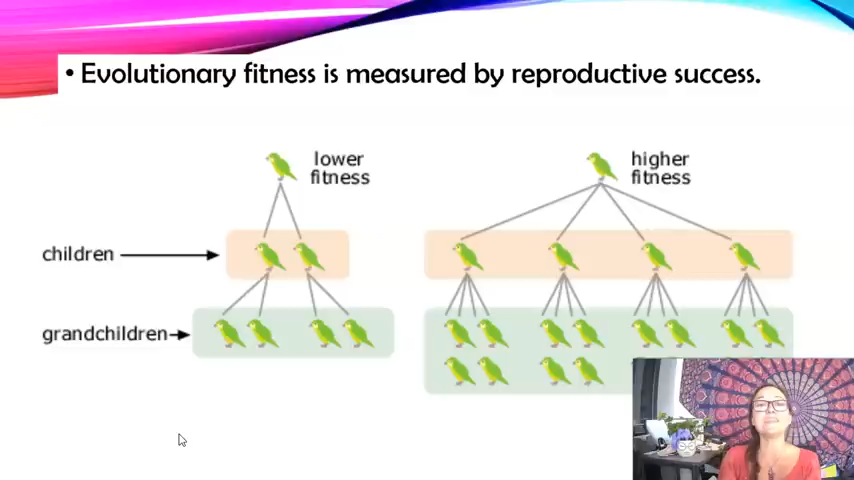 • Evolutionary fitness is measured by reproductive success.
lower
fitness
higher
fitness
children
grandchildren